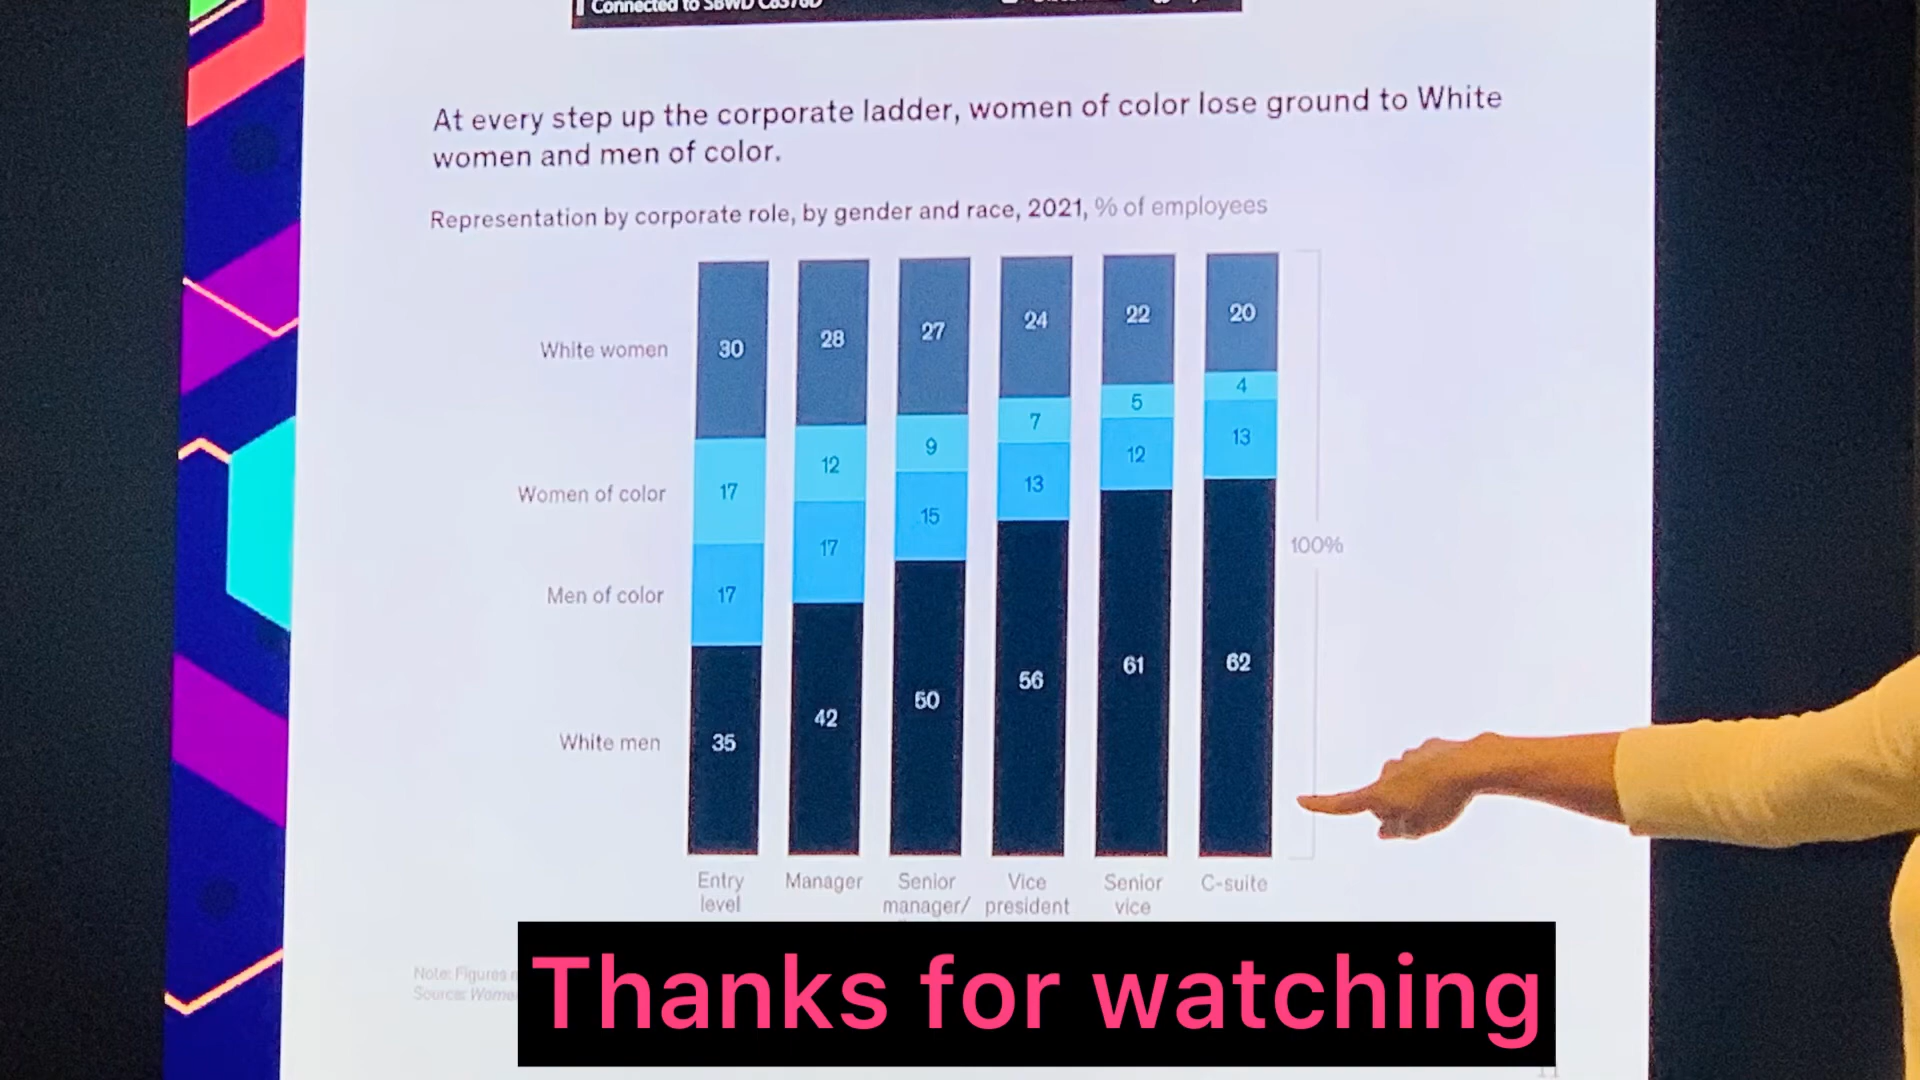 Connected to SBWD
At every step up the corporate ladder, women of color lose ground to White
women and men of color.
Representation by corporate role, by gender and race, 2021, % of employees
White women
30
28
27
24
22
20
Women of color
17
12
9
7
5
4
Men of color
17
17
15
13
12
13
White men
35
42
50
56
61
62
100%
Entry
level
Manager
Senior
manager/
Vice
president
Senior
vice
C-suite
Note: Figures
Source:
Thanks for watching